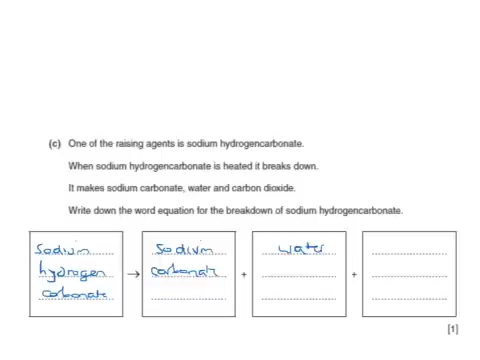 (c) One of the raising agents is sodium hydrogencarbonate.
When sodium hydrogencarbonate is heated it breaks down.
It makes sodium carbonate, water and carbon dioxide.
Write down the word equation for the breakdown of sodium hydrogencarbonate.
Sodium hydrogen carbonate → Sodium carbonate + water +
[1]